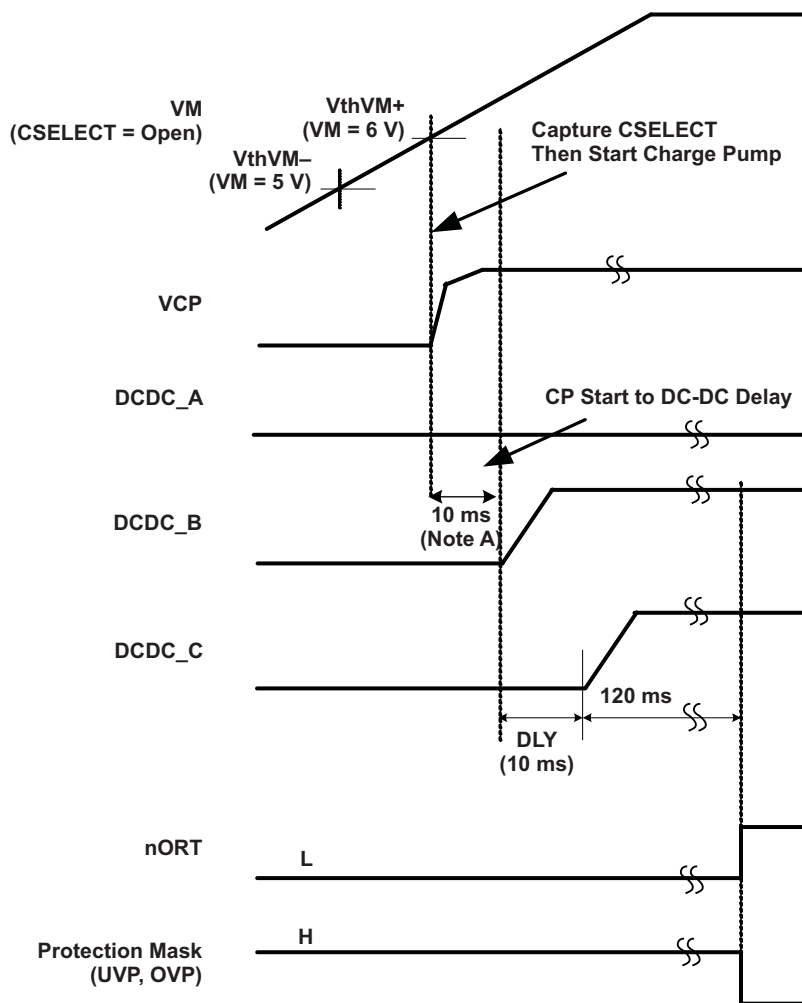 VM
(CSELECT = Open)
VthVM+
(VM = 6 V)
VthVM–
(VM = 5 V)
Capture CSELECT
Then Start Charge Pump
VCP
DCDC_A
CP Start to DC-DC Delay
DCDC_B
10 ms
(Note A)
DCDC_C
120 ms
DLY
(10 ms)
nORT
L
Protection Mask
(UVP, OVP)
H